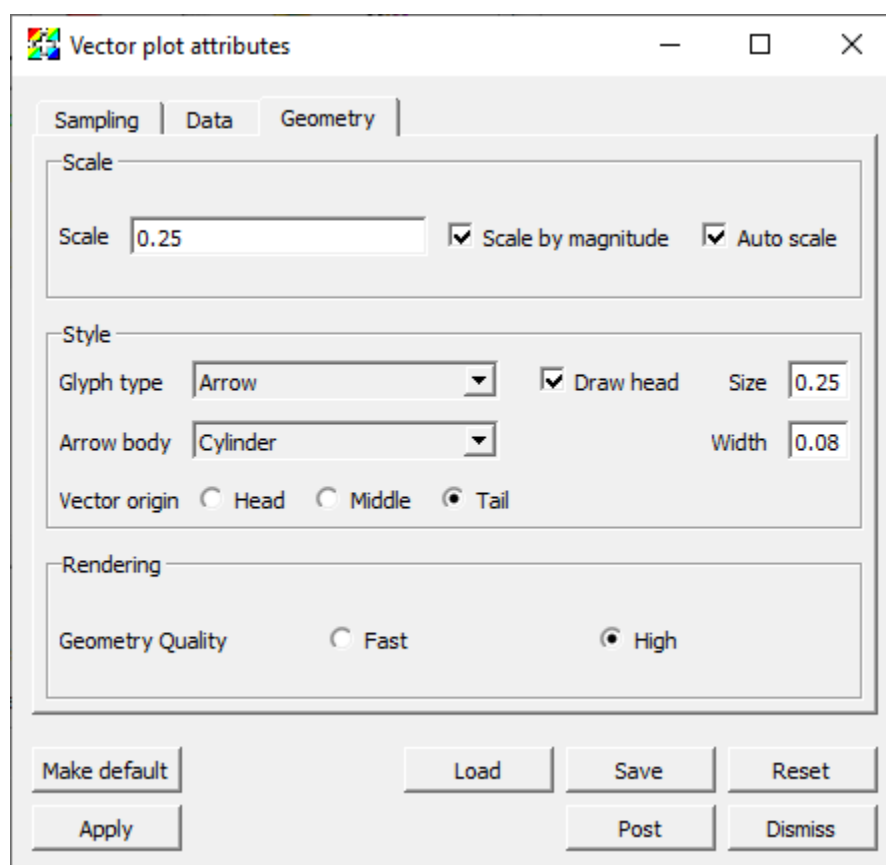 Vector plot attributes
Sampling Data Geometry
Scale
Scale 0.25 Scale by magnitude Auto scale
Style
Glyph type Arrow Draw head Size 0.25
Arrow body Cylinder Width 0.08
Vector origin Head Middle Tail
Rendering
Geometry Quality Fast High
Make default Load Save Reset
Apply Post Dismiss